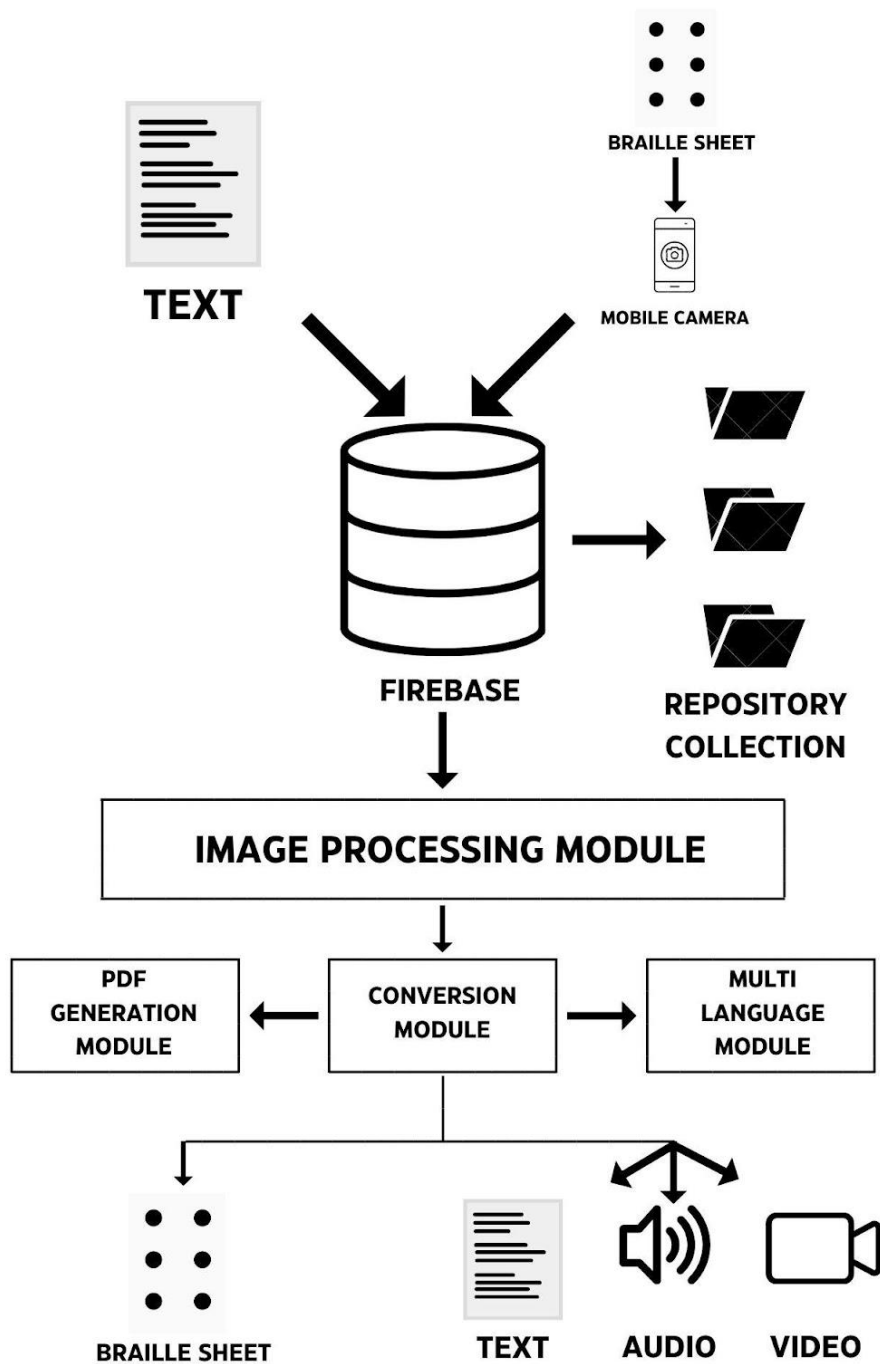 BRAILLE SHEET
TEXT
MOBILE CAMERA
FIREBASE
REPOSITORY
COLLECTION
IMAGE PROCESSING MODULE
PDF
GENERATION
MODULE
CONVERSION
MODULE
MULTI
LANGUAGE
MODULE
BRAILLE SHEET
TEXT
AUDIO
VIDEO